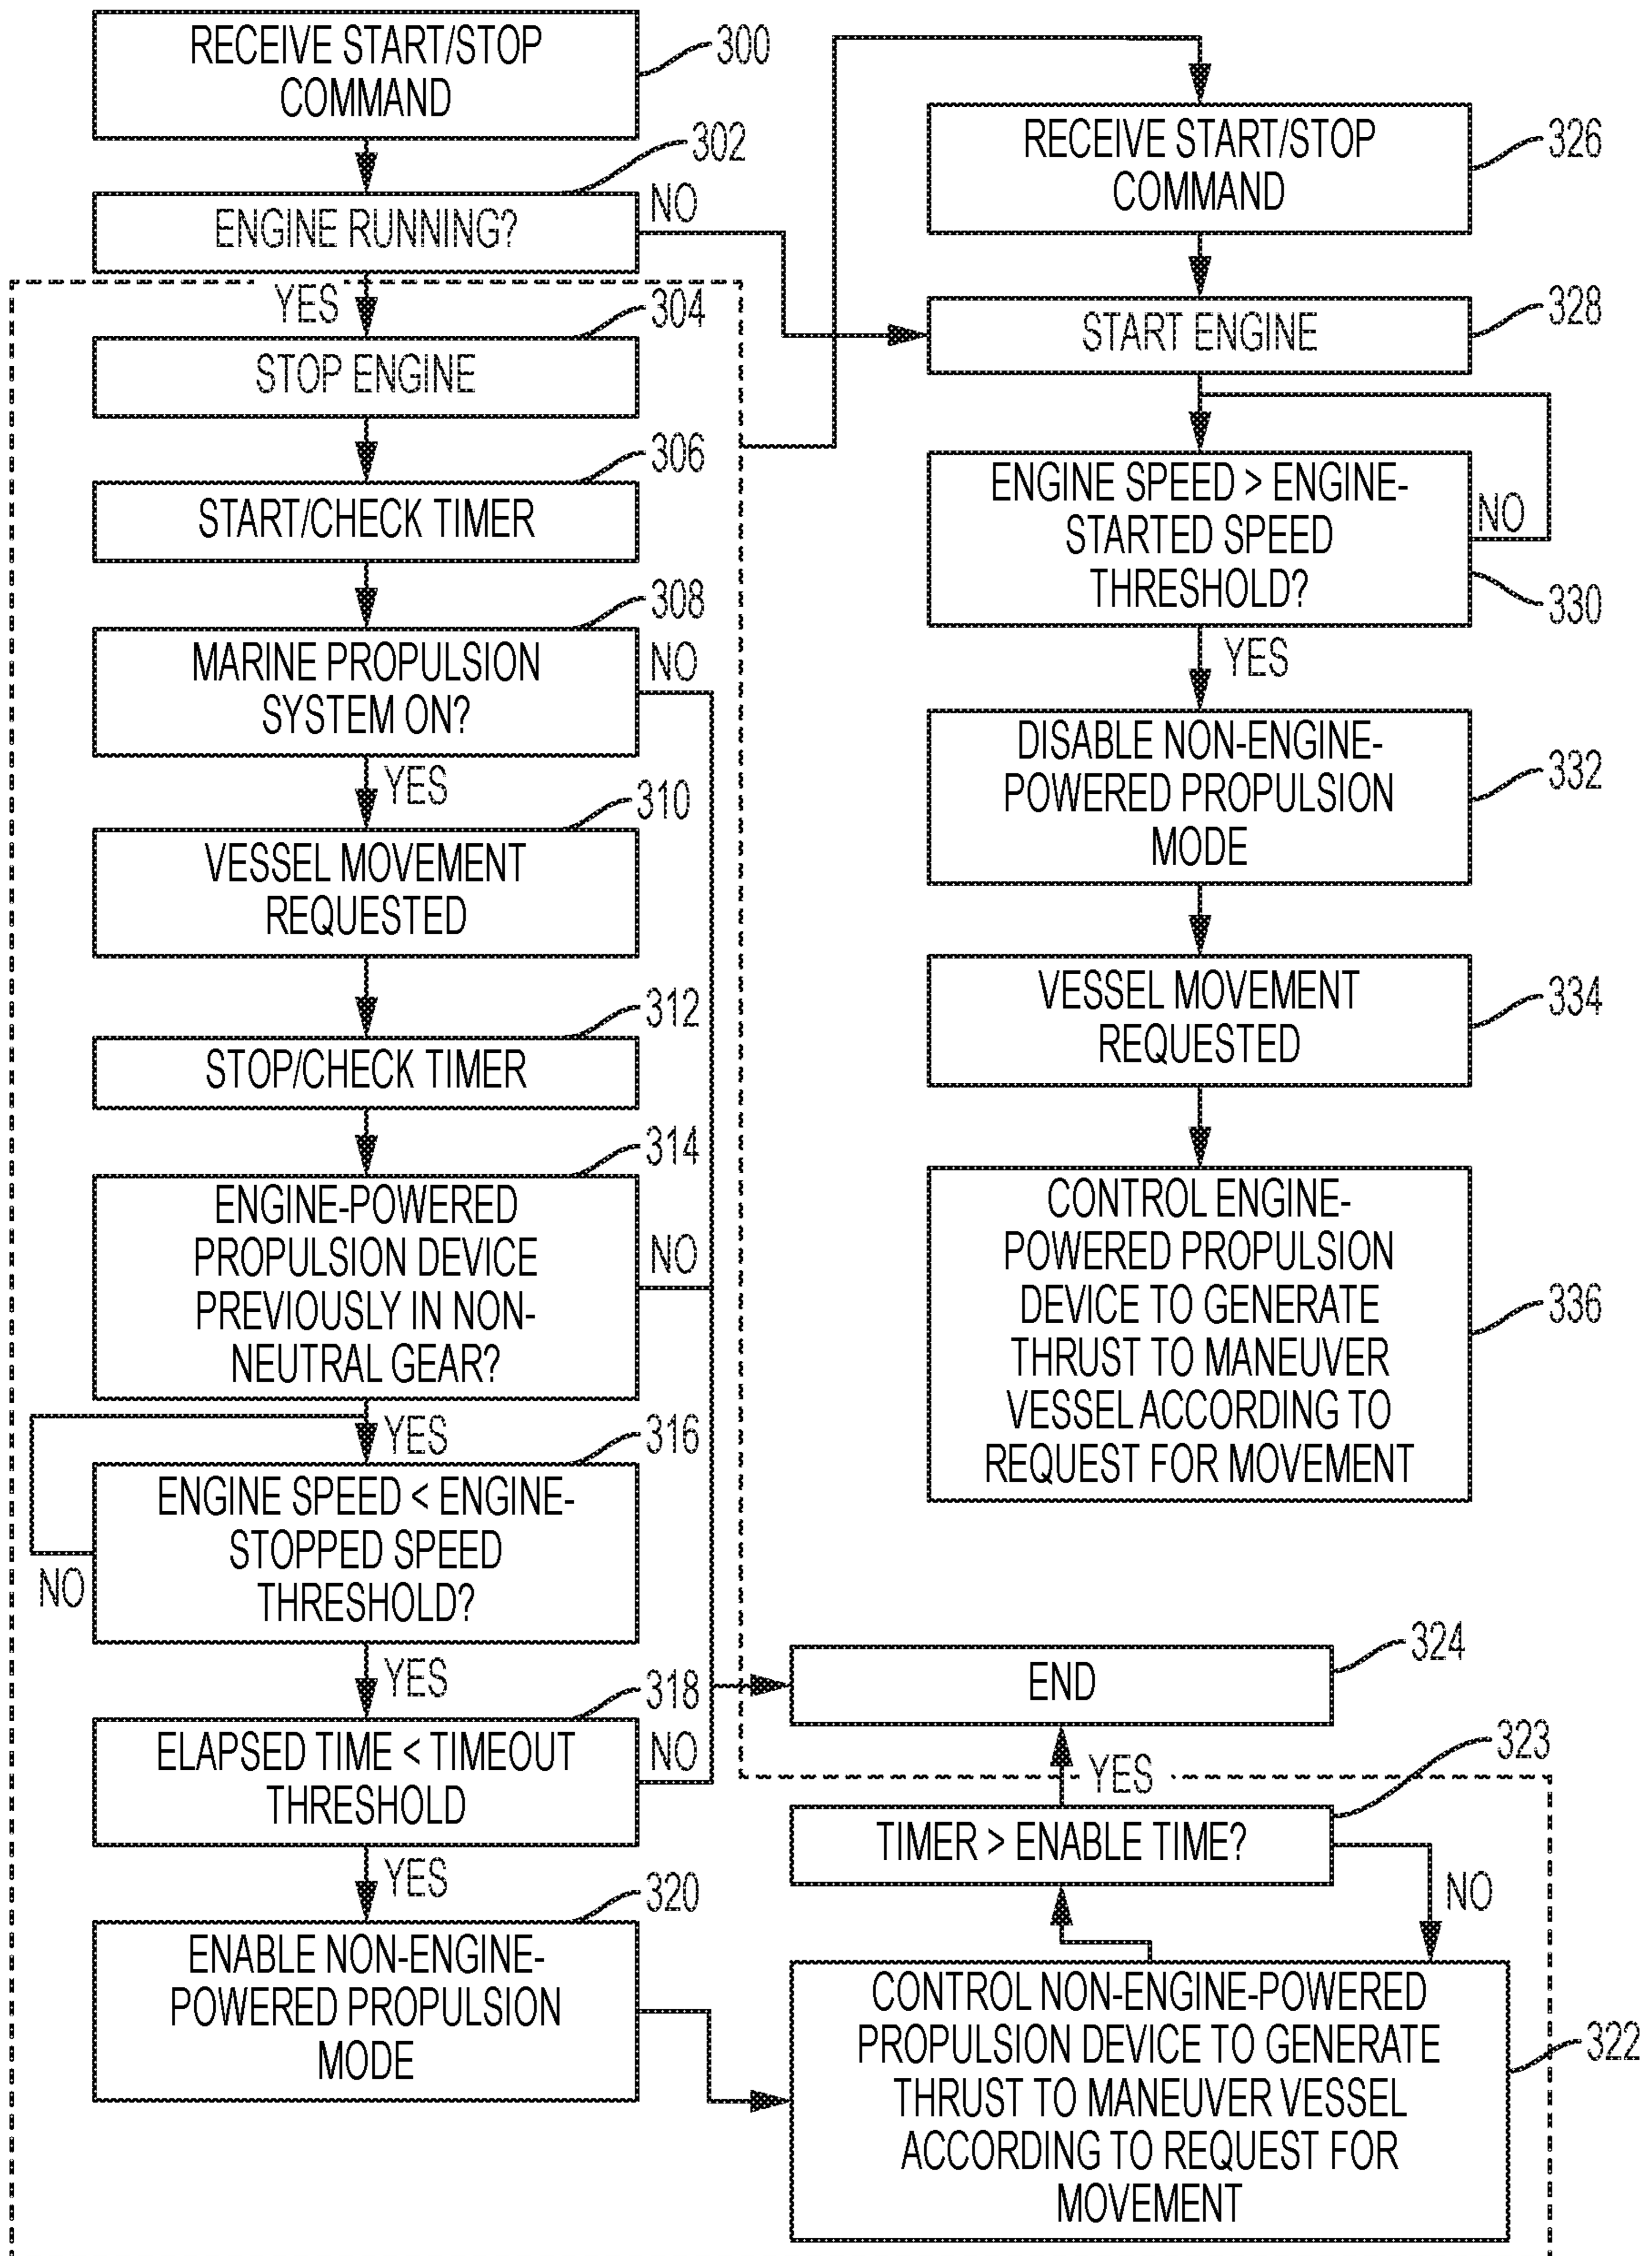 RECEIVE START/STOP
COMMAND
300
302
ENGINE RUNNING?
NO
YES
304
STOP ENGINE
306
START/CHECK TIMER
308
MARINE PROPULSION
SYSTEM ON?
NO
YES
310
VESSEL MOVEMENT
REQUESTED
312
STOP/CHECK TIMER
314
ENGINE-POWERED
PROPULSION DEVICE
PREVIOUSLY IN NON-
NEUTRAL GEAR?
NO
YES
316
ENGINE SPEED < ENGINE-
STOPPED SPEED
THRESHOLD?
NO
YES
318
ELAPSED TIME < TIMEOUT
THRESHOLD
NO
YES
320
ENABLE NON-ENGINE-
POWERED PROPULSION
MODE
RECEIVE START/STOP
COMMAND
326
START ENGINE
328
ENGINE SPEED > ENGINE-
STARTED SPEED
THRESHOLD?
NO
330
YES
DISABLE NON-ENGINE-
POWERED PROPULSION
MODE
332
VESSEL MOVEMENT
REQUESTED
334
CONTROL ENGINE-
POWERED PROPULSION
DEVICE TO GENERATE
THRUST TO MANEUVER
VESSEL ACCORDING TO
REQUEST FOR MOVEMENT
336
END
324
YES
323
TIMER > ENABLE TIME?
NO
CONTROL NON-ENGINE-POWERED
PROPULSION DEVICE TO GENERATE
THRUST TO MANEUVER VESSEL
ACCORDING TO REQUEST FOR
MOVEMENT
322